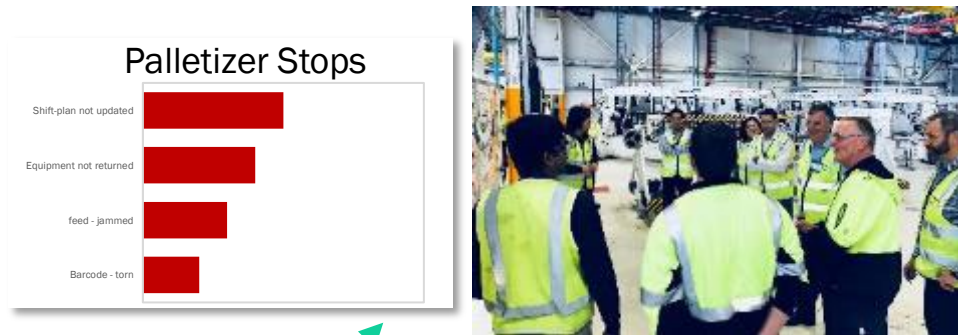 Palletizer Stops
Shift-plan not updated
Equipment not returned
feed - jammed
Barcode - torn